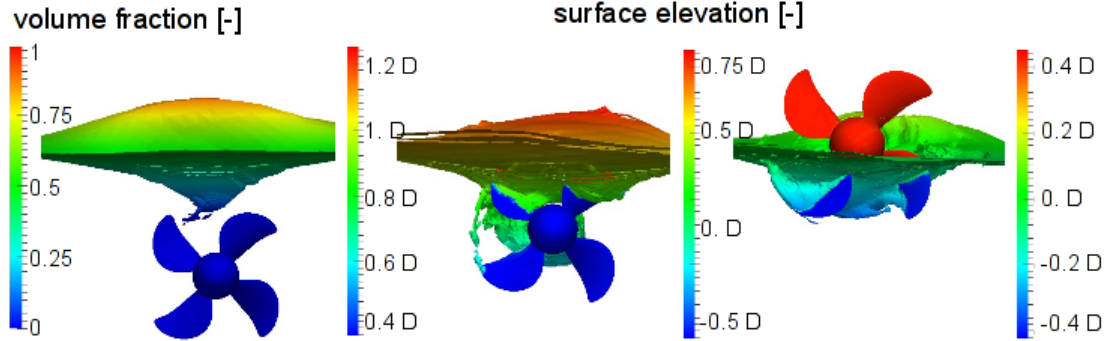 volume fraction [-]
surface elevation [-]
1
0.75
0.5
0.25
0
1.2 D
1. D
0.8 D
0.6 D
0.4 D
0.75 D
0.5 D
0. D
-0.5 D
0.4 D
0.2 D
0. D
-0.2 D
-0.4 D